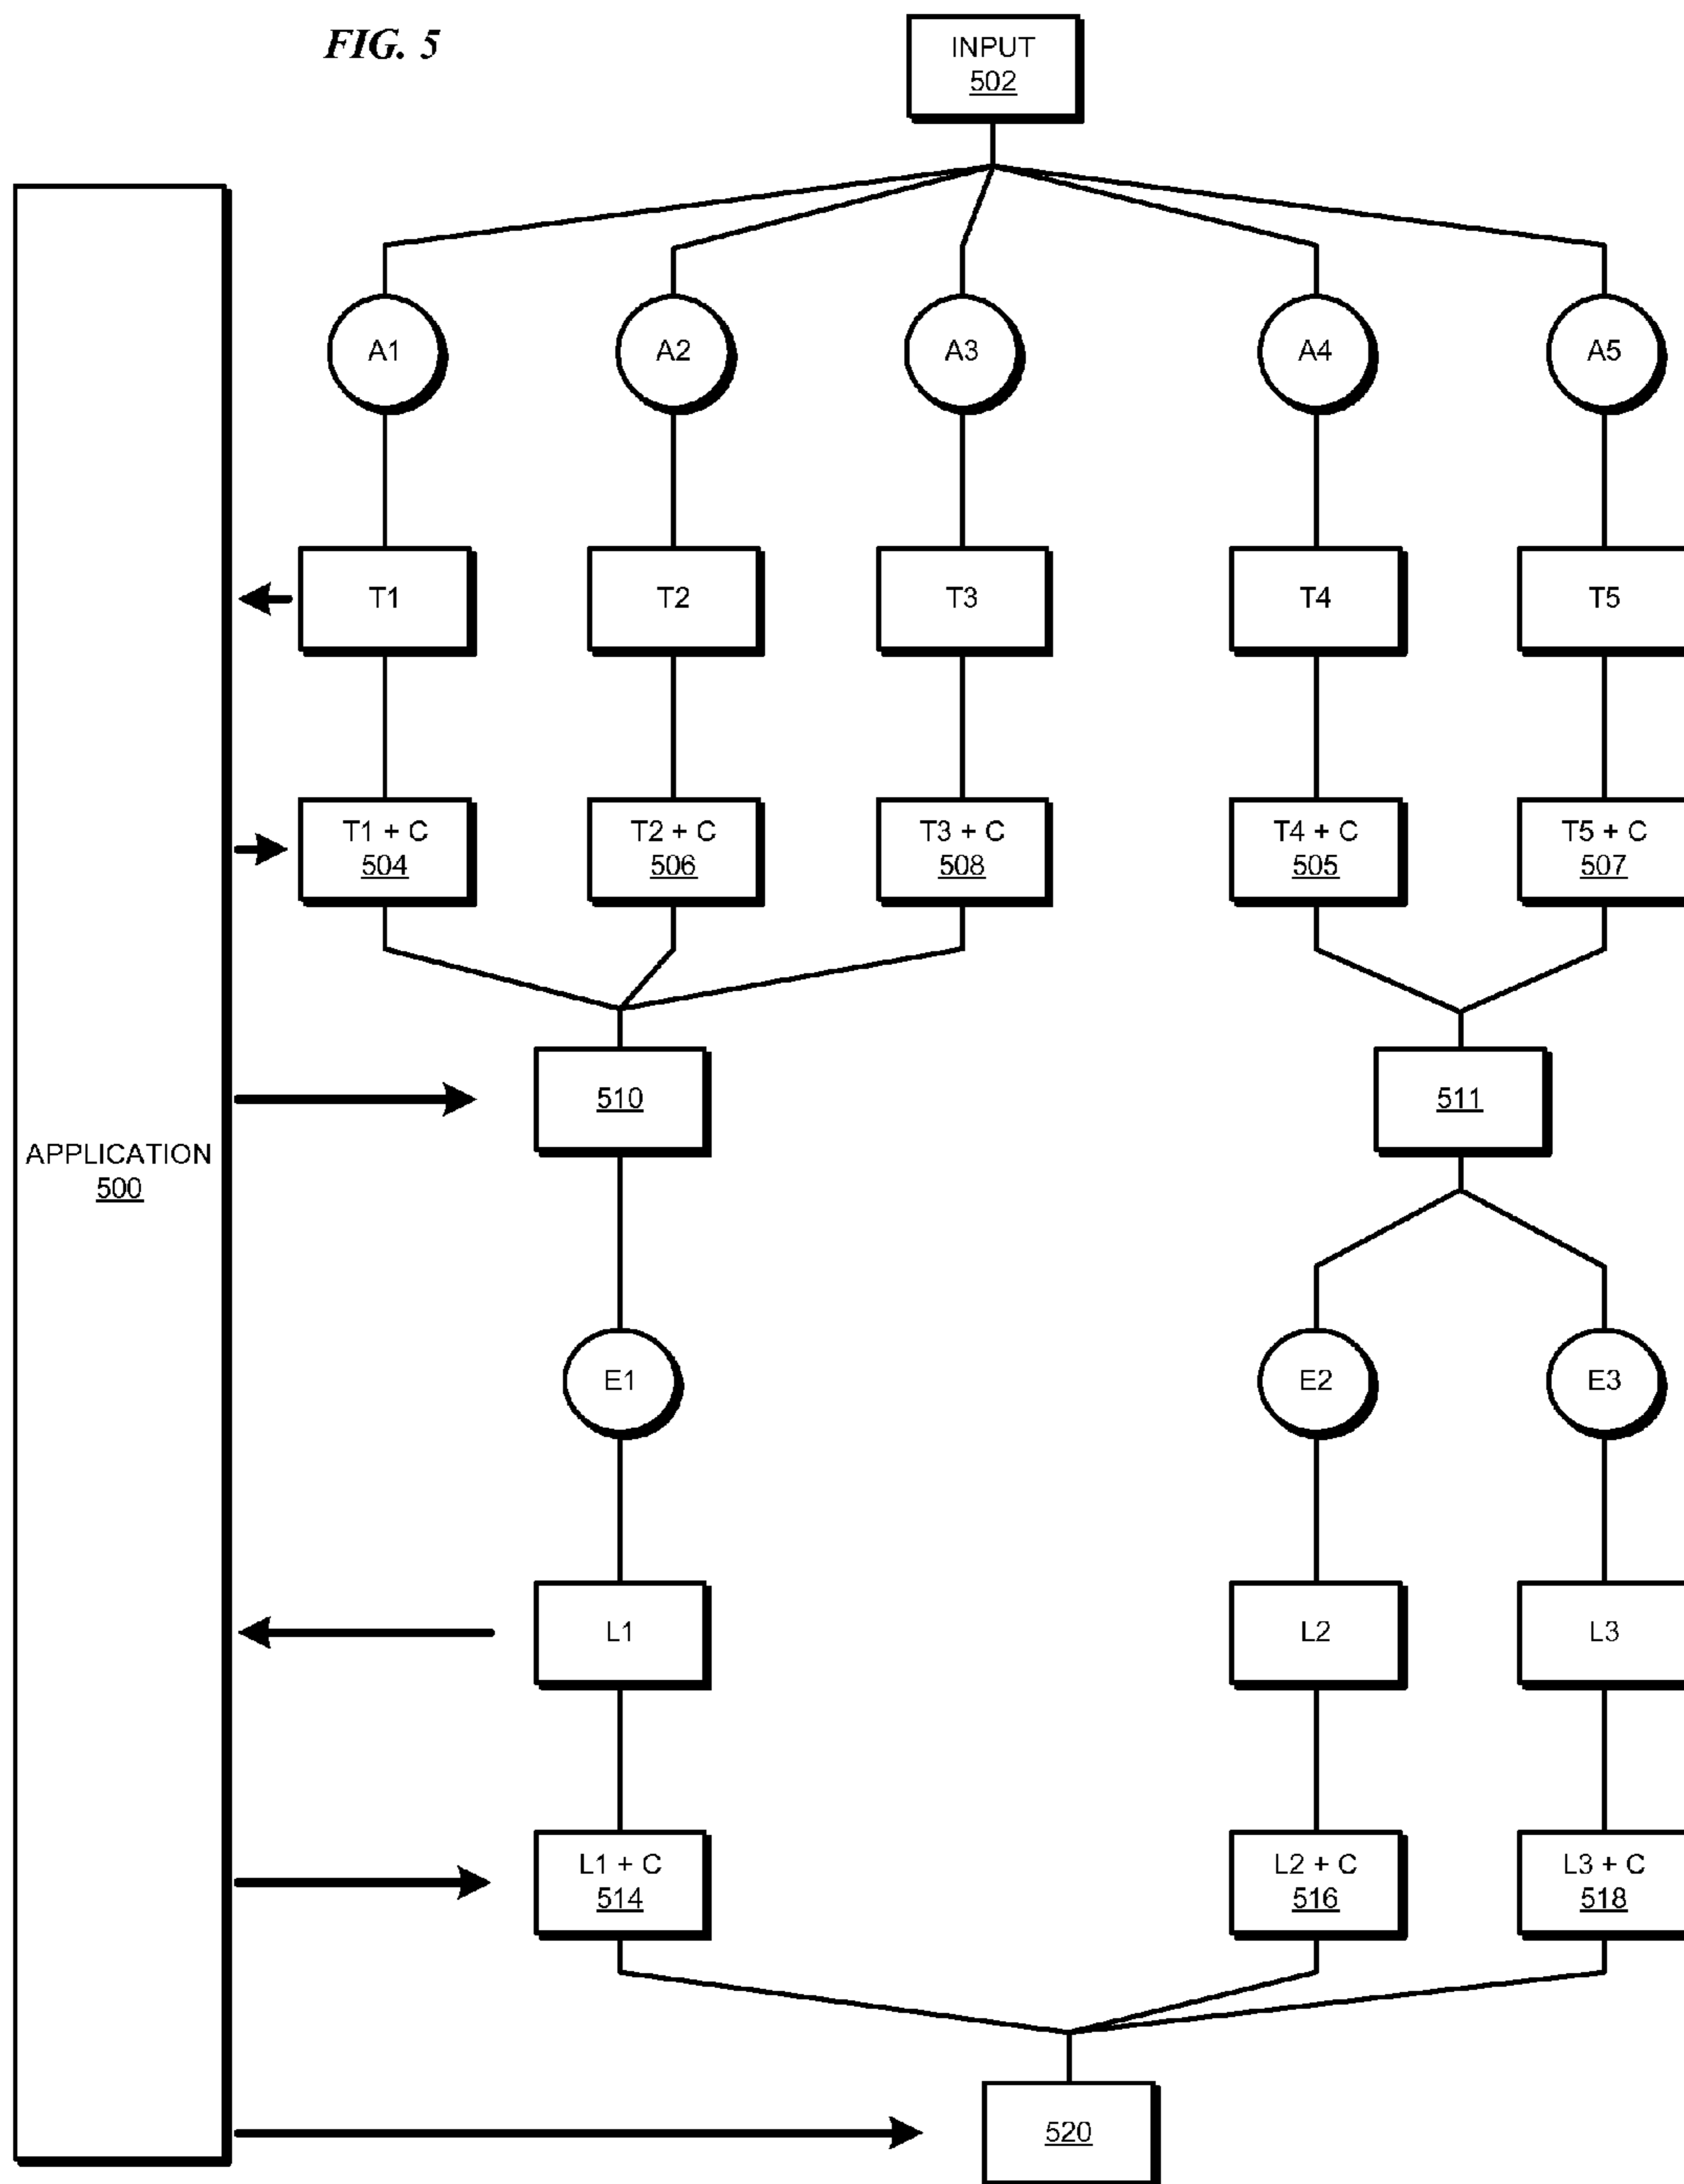 FIG. 5
INPUT
502
A1
A2
A3
A4
A5
T1
T2
T3
T4
T5
T1 + C
504
T2 + C
506
T3 + C
508
T4 + C
505
T5 + C
507
510
511
APPLICATION
500
E1
E2
E3
L1
L2
L3
L1 + C
514
L2 + C
516
L3 + C
518
520